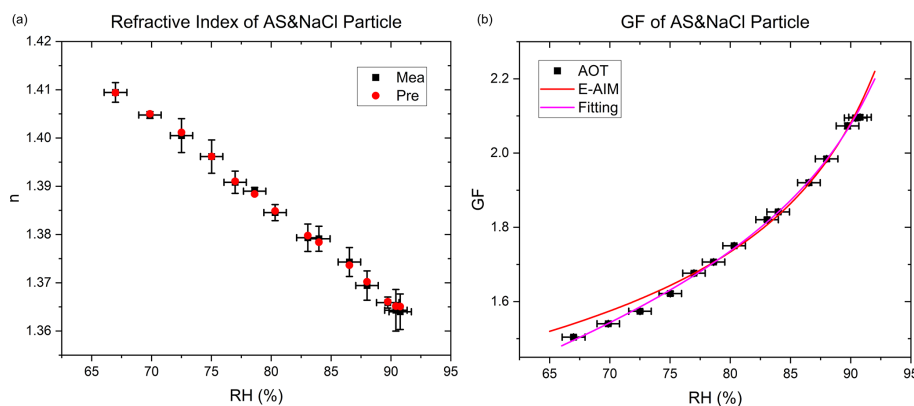 (a)
Refractive Index of AS&NaCl Particle
1.42
1.41
1.40
1.39
1.38
1.37
1.36
n
Mea
Pre
65
70
75
80
85
90
95
RH (%)
(b)
GF of AS&NaCl Particle
2.2
2.0
1.8
1.6
GF
AOT
E-AIM
Fitting
65
70
75
80
85
90
95
RH (%)